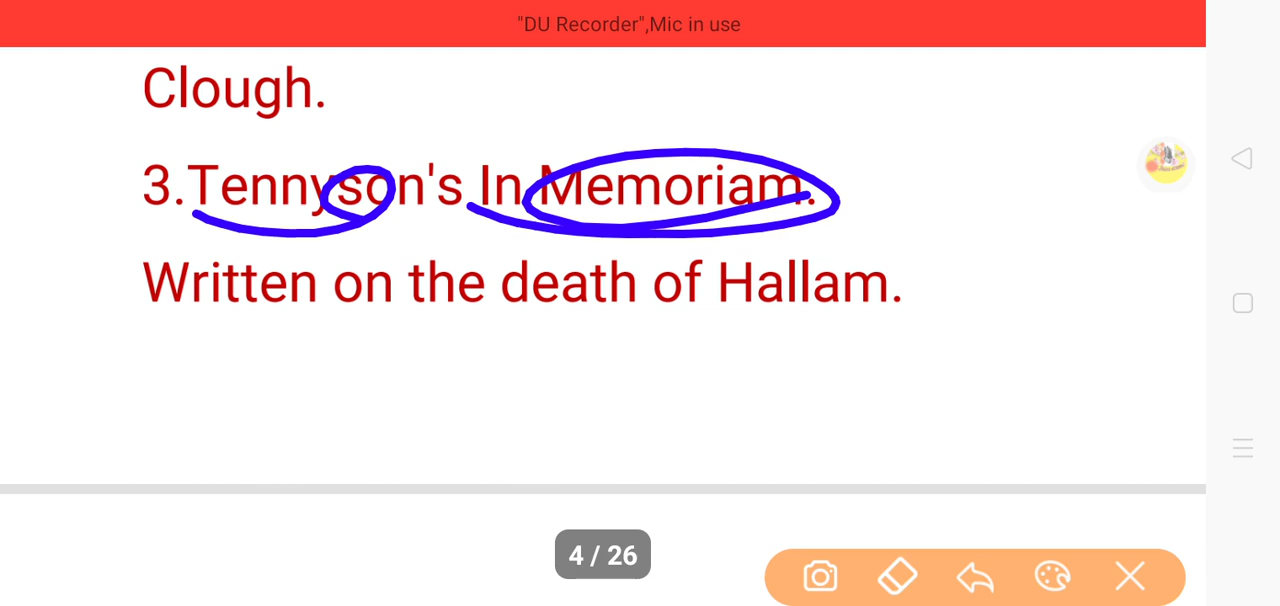 "DU Recorder",Mic in use
Clough.
3.Tennyson's In Memoriam.
Written on the death of Hallam.
4 / 26